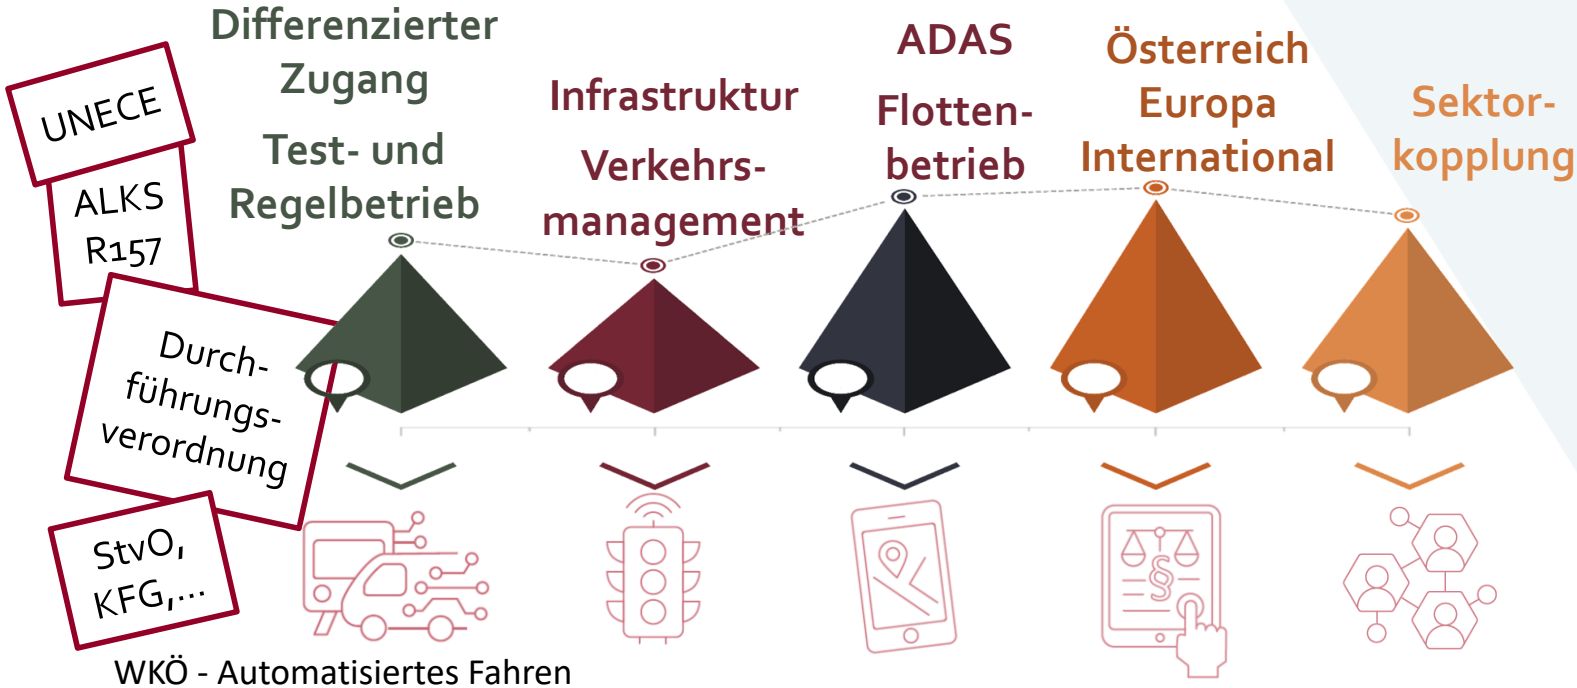 UNECE
ALKS
R157
Durch-
führungs-
verordnung
StvO,
KFG,...
Differenzierter
Zugang
Test- und
Regelbetrieb
Infrastruktur
Verkehrs-
management
ADAS
Flotten-
betrieb
Österreich
Europa
International
Sektor-
kopplung
§
WKÖ - Automatisiertes Fahren